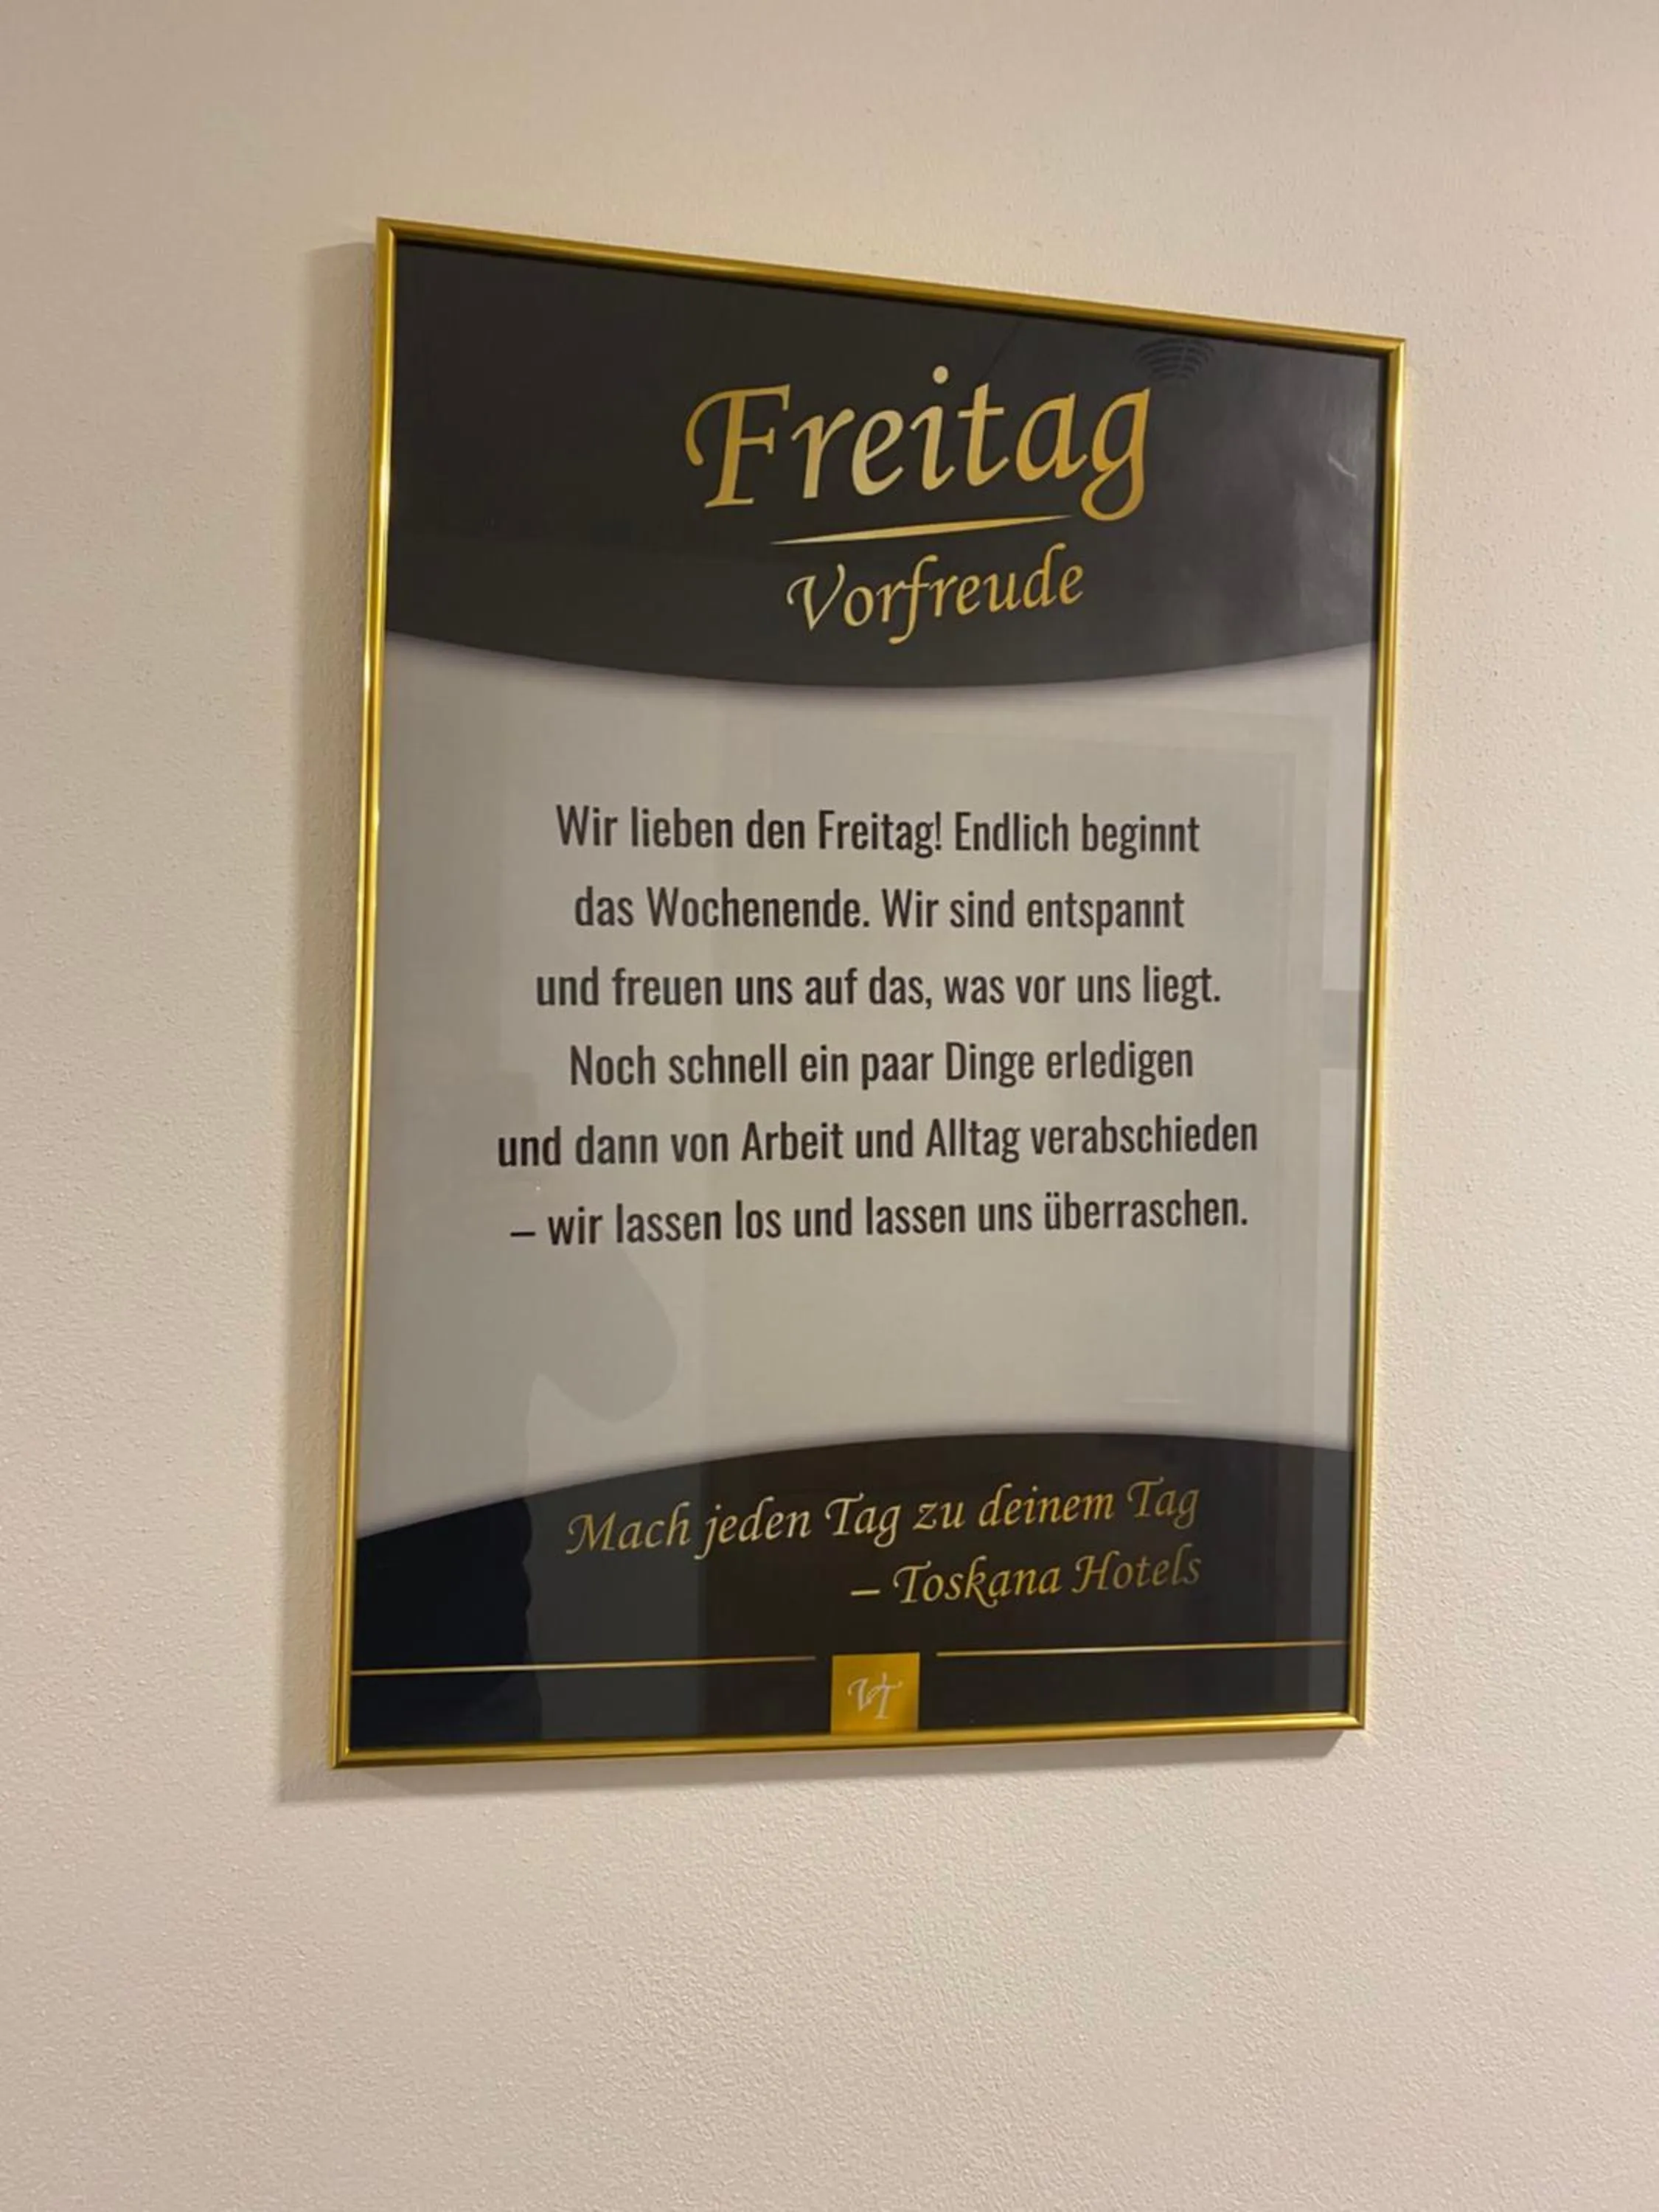 Freitag
Vorfreude
Wir lieben den Freitag! Endlich beginnt
das Wochenende. Wir sind entspannt
und freuen uns auf das, was vor uns liegt.
Noch schnell ein paar Dinge erledigen
und dann von Arbeit und Alltag verabschieden
– wir lassen los und lassen uns überraschen.
Mach jeden Tag zu deinem Tag
– Toskana Hotels
VT